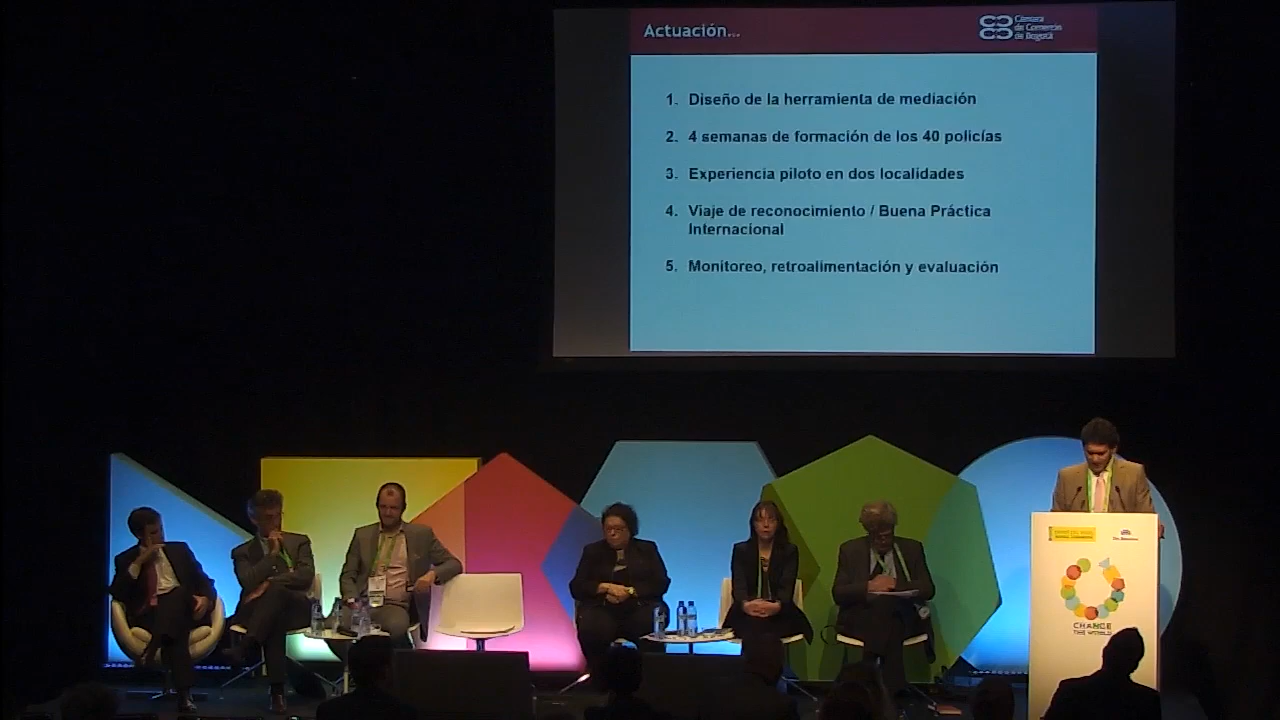 Actuación...
Cámara
de Comercio
de Bogotá
1. Diseño de la herramienta de mediación
2. 4 semanas de formación de los 40 policías
3. Experiencia piloto en dos localidades
4. Viaje de reconocimiento / Buena Práctica
Internacional
5. Monitoreo, retroalimentación y evaluación
CHANGE
THE WORLD